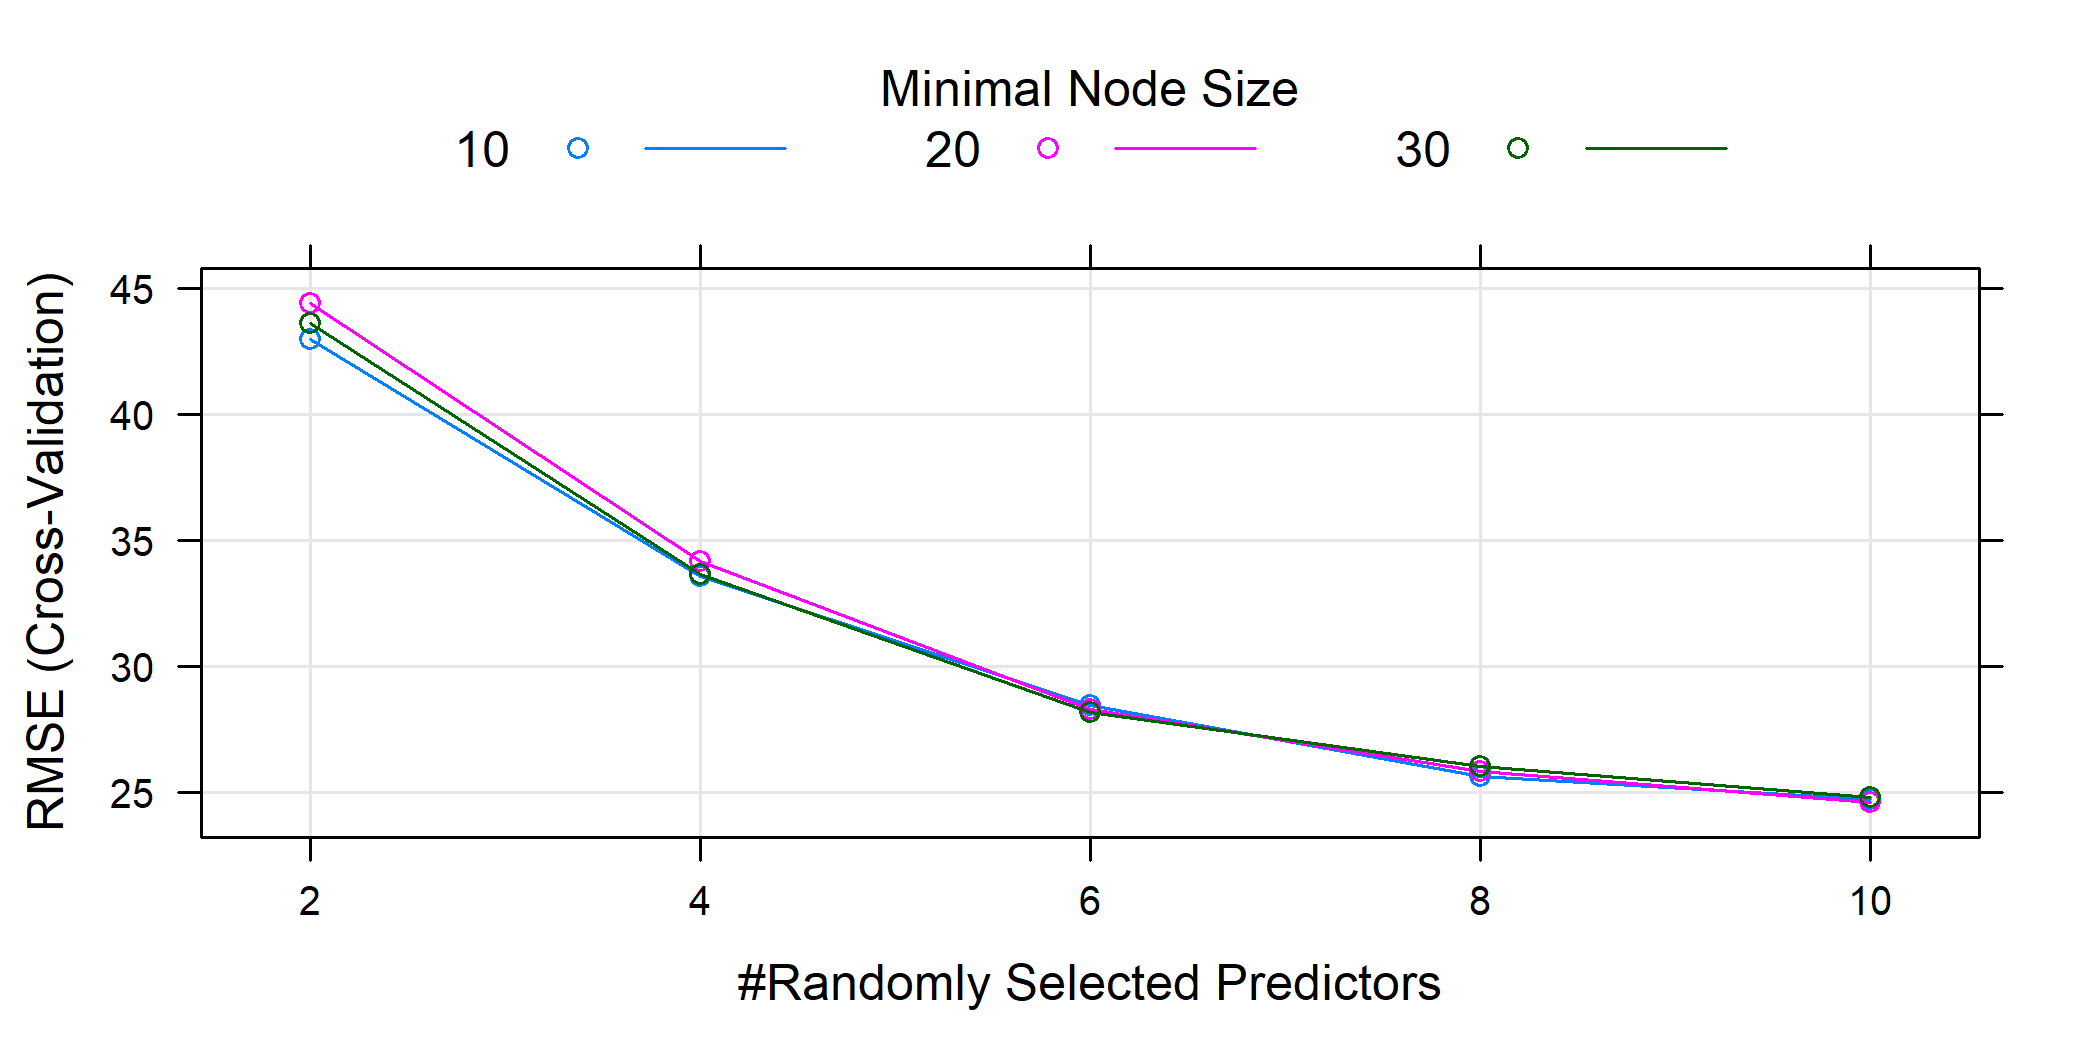 Minimal Node Size
10 20 30
RMSE (Cross-Validation)
45
40
35
30
25
2 4 6 8 10
#Randomly Selected Predictors